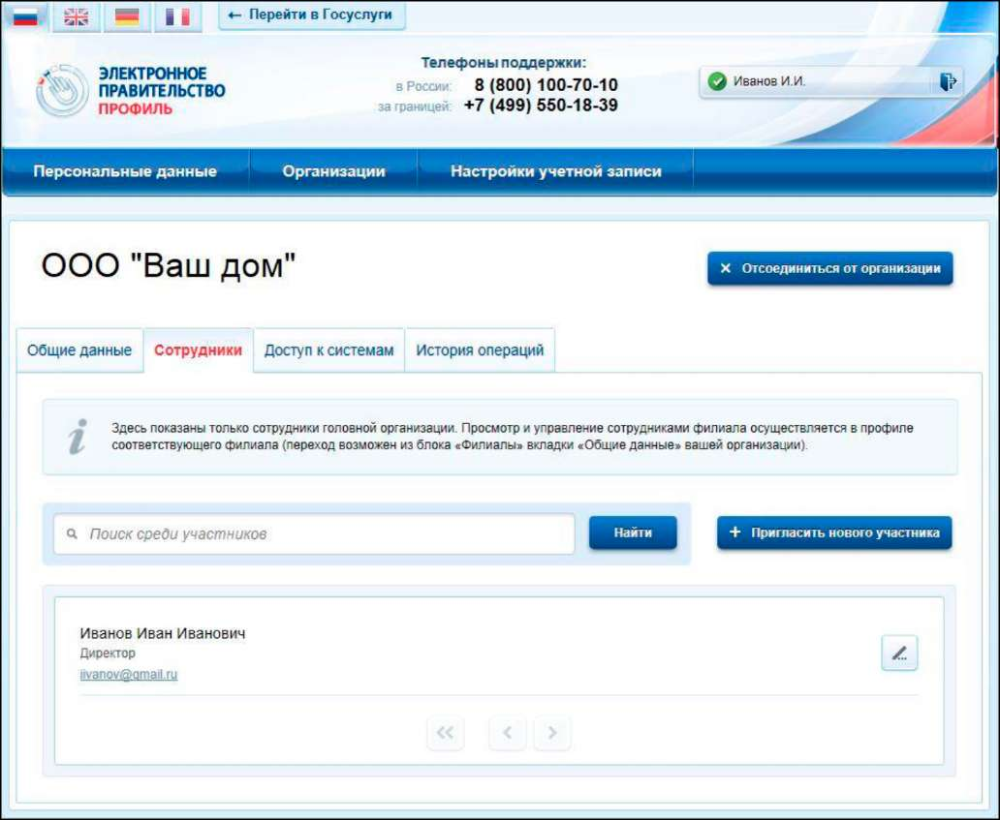 ← Перейти в Госуслуги
ЭЛЕКТРОННОЕ
ПРАВИТЕЛЬСТВО
ПРОФИЛЬ
Телефоны поддержки:
в России: 8 (800) 100-70-10
за границей: +7 (499) 550-18-39
Иванов И.И.
Персональные данные Организации Настройки учетной записи
ООО "Ваш дом"
× Отсоединиться от организации
Общие данные Сотрудники Доступ к системам История операций
Здесь показаны только сотрудники головной организации. Просмотр и управление сотрудниками филиала осуществляется в профиле
соответствующего филиала (переход возможен из блока «Филиалы» вкладки «Общие данные» вашей организации).
Поиск среди участников
Найти
+ Пригласить нового участника
Иванов Иван Иванович
Директор
iivanov@gmail.ru